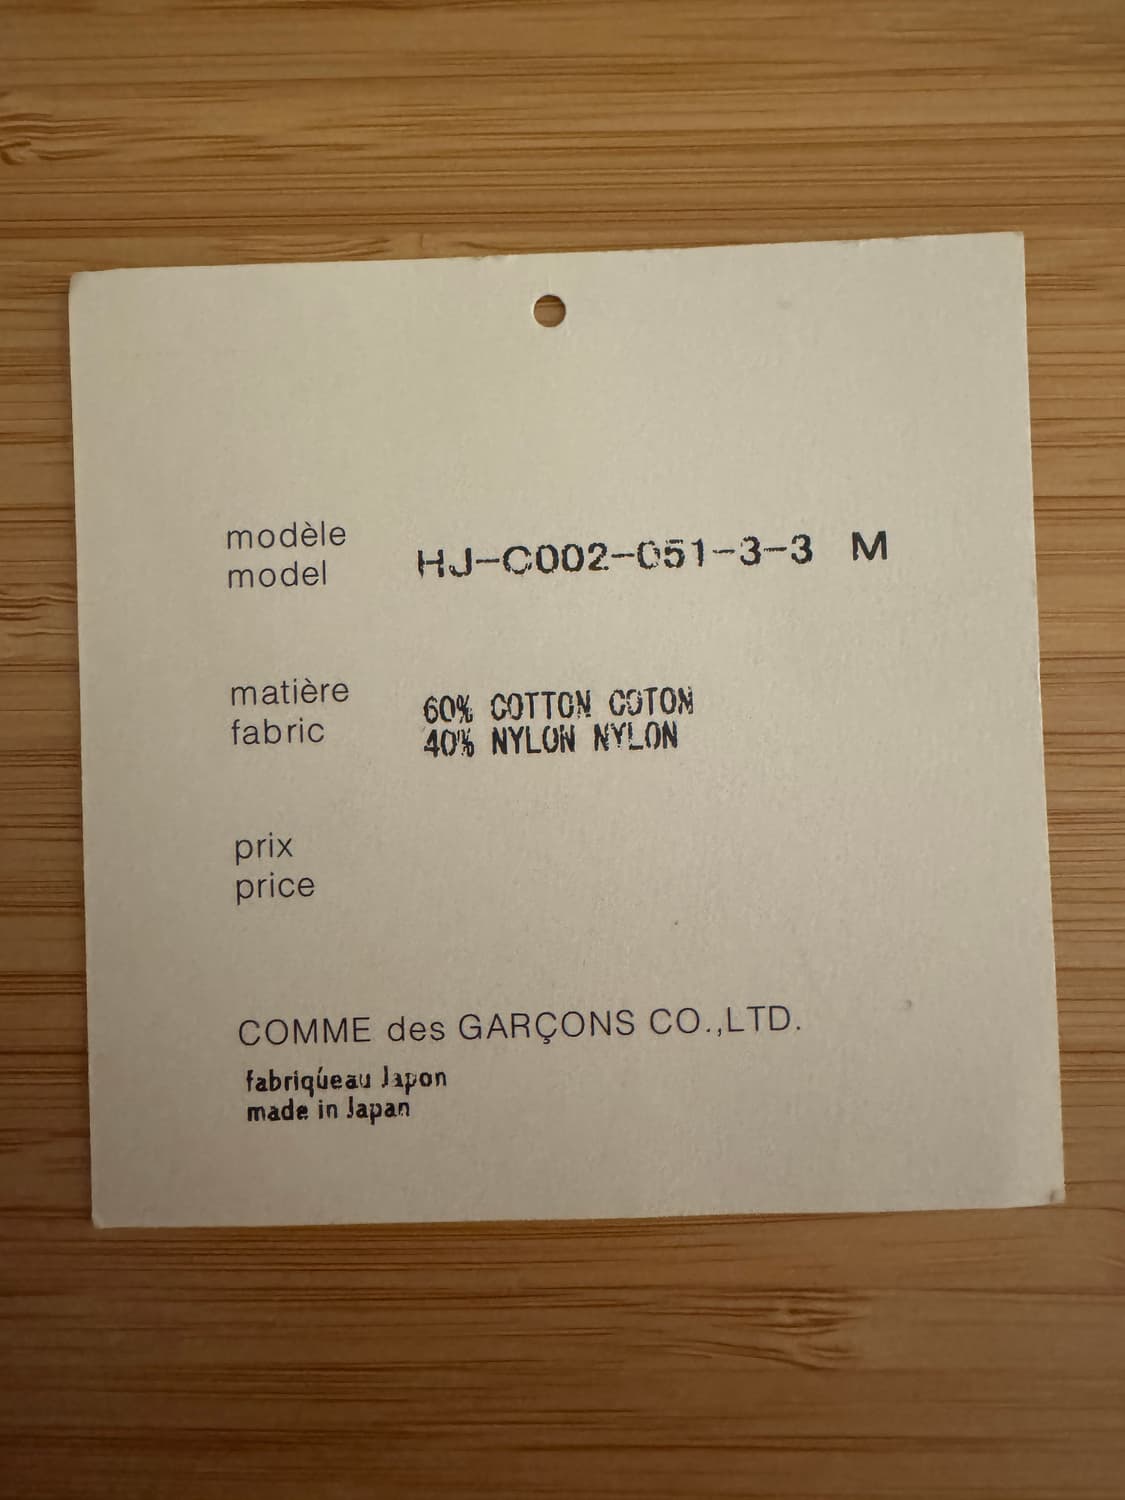 modèle
model
HJ-C002-051-3-3 M
matière
fabric
60% COTTON COTON
40% NYLON NYLON
prix
price
COMME des GARÇONS CO.,LTD.
fabriqúeau Japon
made in Japan